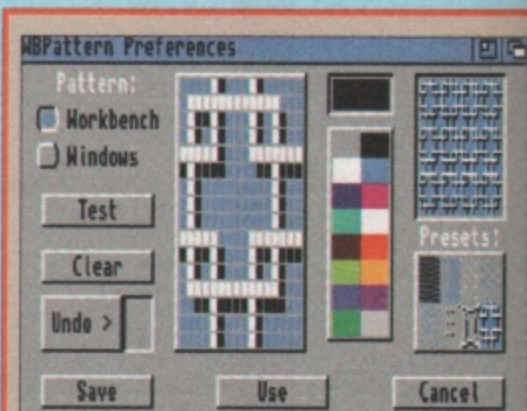 WBPattern Preferences
Pattern:
Workbench
Windows
Test
Clear
Undo >
Presets:
Save
Use
Cancel